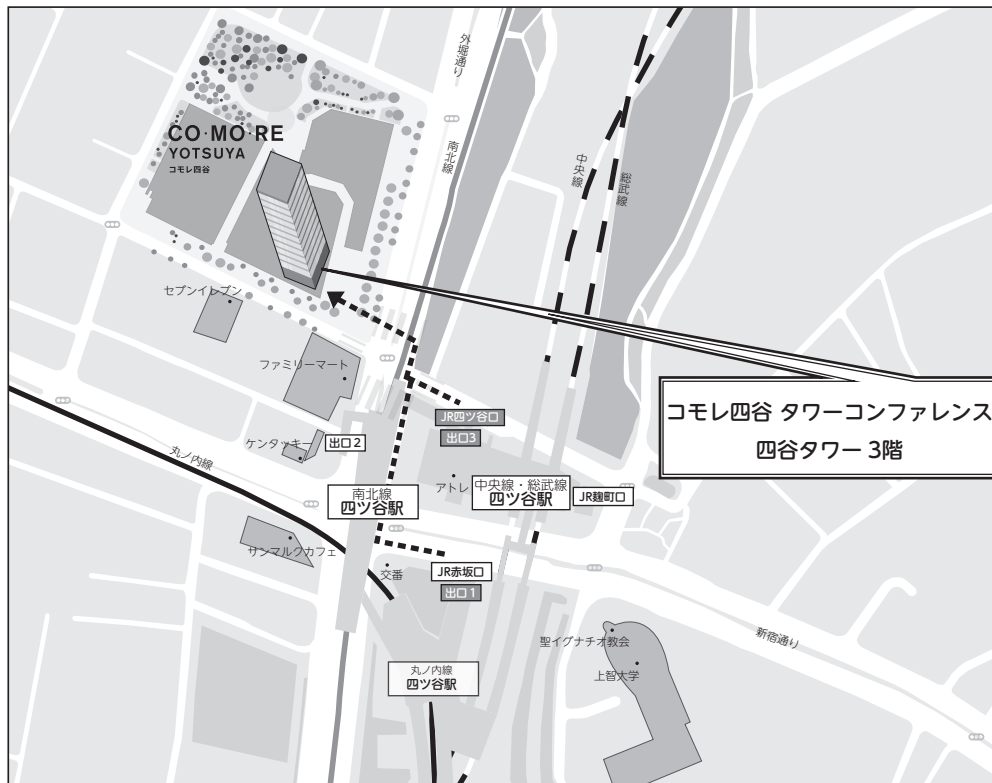 外堀通り
CO·MO·RE
YOTSUYA
コモレ四谷
南北線
中央線
総武線
セブンイレブン
ファミリーマート
コモレ四谷 タワーコンファレンス
四谷タワー 3階
JR四ツ谷口
出口3
ケンタッキー
出口2
丸ノ内線
アトレ
中央線・総武線
四ツ谷駅
JR麹町口
南北線
四ツ谷駅
サンマルクカフェ
交番
JR赤坂口
出口1
聖イグナチオ教会
新宿通り
上智大学
丸ノ内線
四ツ谷駅